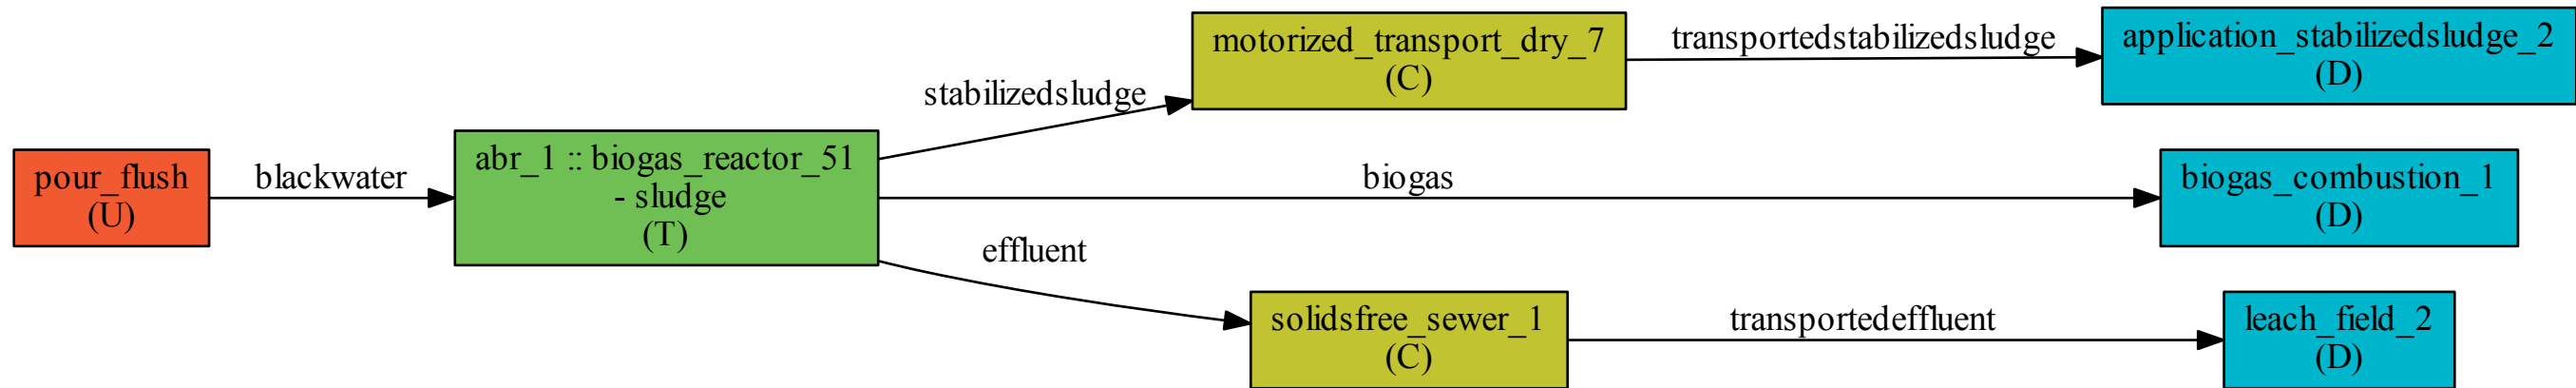 pour_flush
(U)
blackwater
abr_1 :: biogas_reactor_51
- sludge
(T)
stabilizedsludge
motorized_transport_dry_7
(C)
transportedstabilizedsludge
application_stabilizedsludge_2
(D)
biogas
biogas_combustion_1
(D)
effluent
solidsfree_sewer_1
(C)
transportedeffluent
leach_field_2
(D)